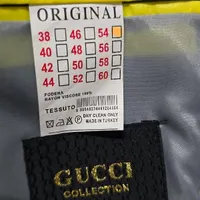 ORIGINAL
38 46 54
40 48 56
42 50 58
44 52 60
FODERA
RAYON VISCOSE 100%
TESSUTO
DRY CLEAN ONLY
MADE IN TURKEY
GUCCI
COLLECTION